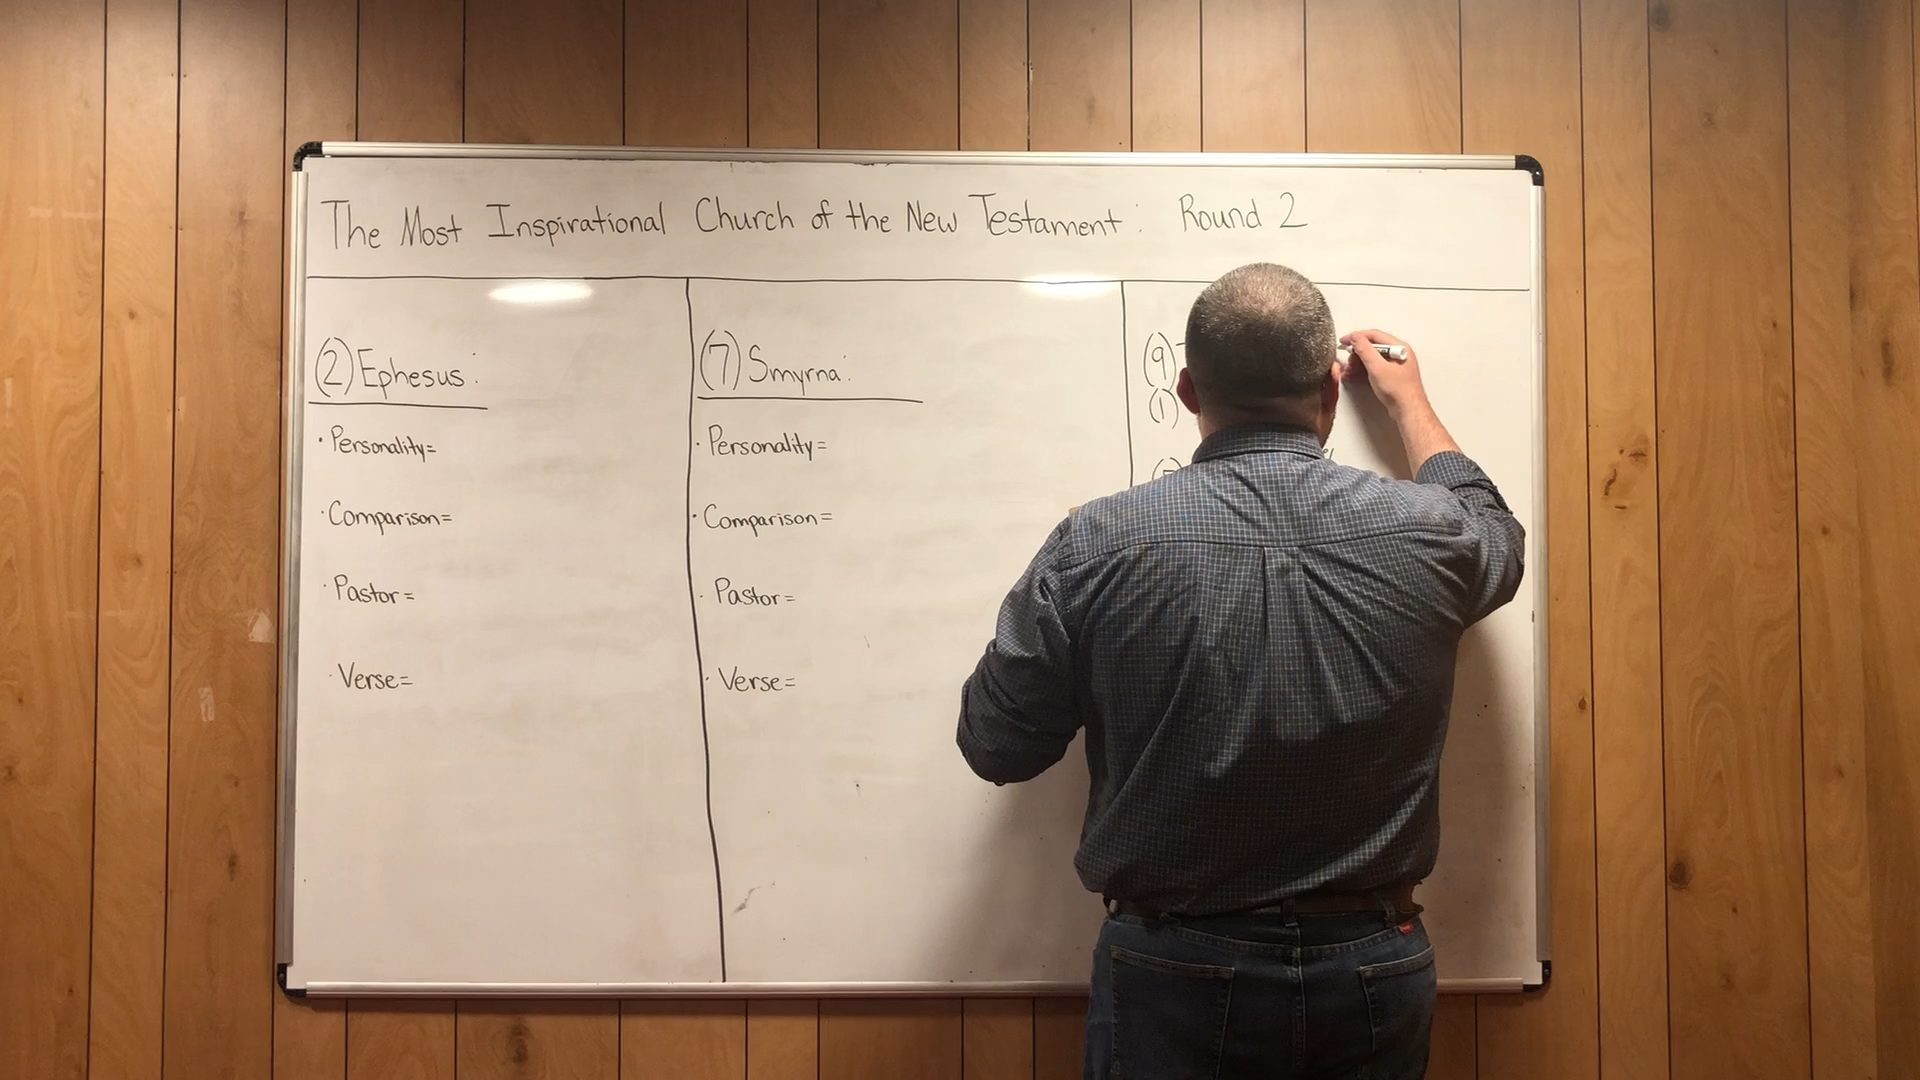 The Most Inspirational Church of the New Testament: Round 2
(2) Ephesus:
· Personality=
· Comparison=
· Pastor=
· Verse=
(7) Smyrna:
· Personality=
· Comparison=
· Pastor=
· Verse=
(9)
(1)